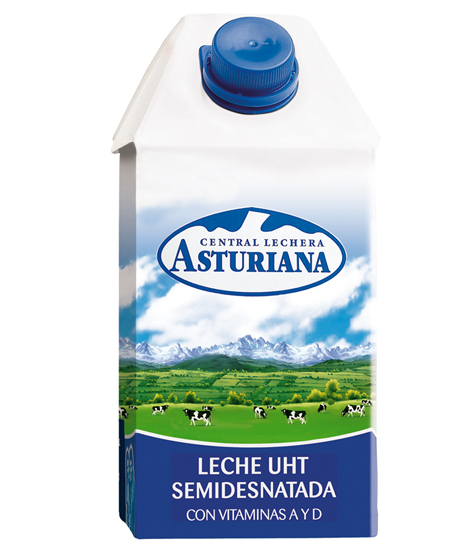 CENTRAL LECHERA
ASTURIANA
LECHE UHT
SEMIDESNATADA
CON VITAMINAS A Y D